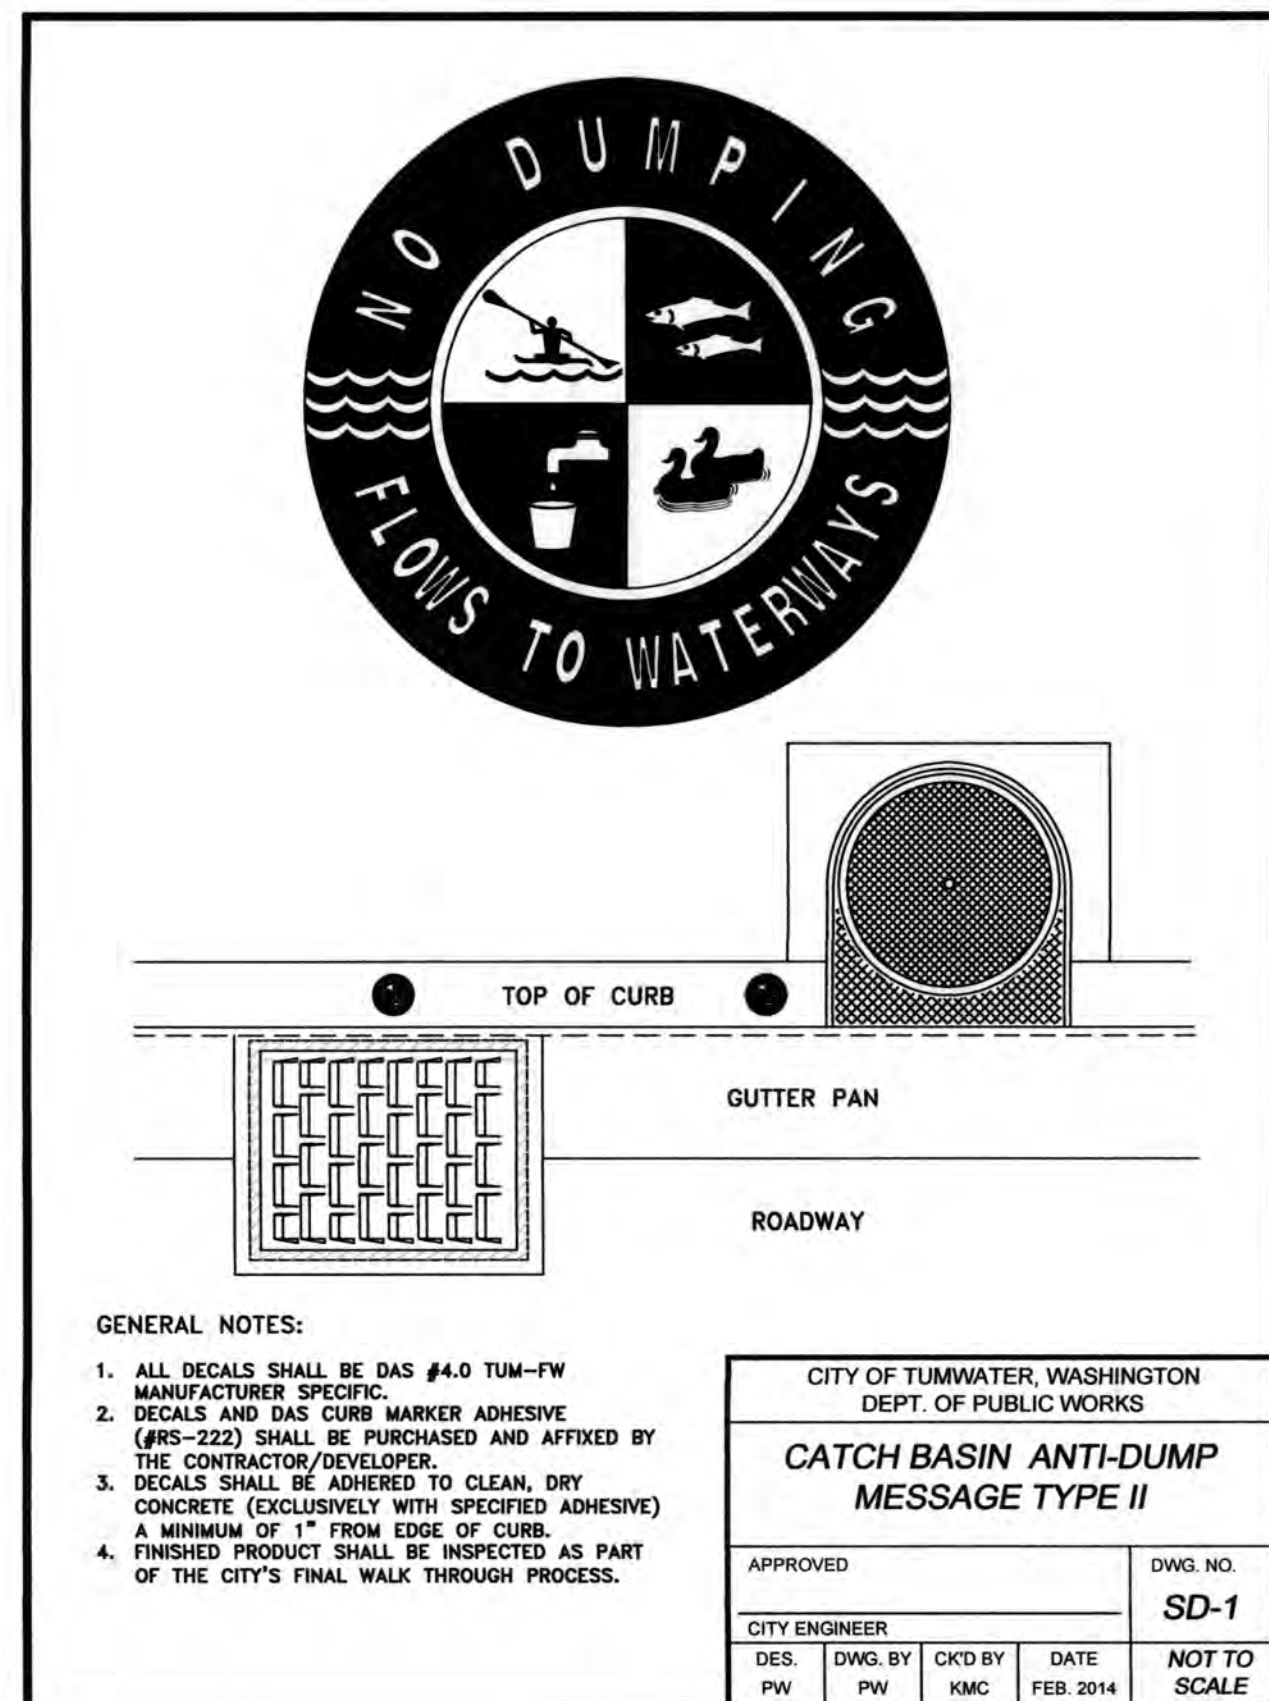 NO DUMPING
FLOWS TO WATERWAYS
TOP OF CURB
GUTTER PAN
ROADWAY
GENERAL NOTES:
1. ALL DECALS SHALL BE DAS #4.0 TUM-FW
MANUFACTURER SPECIFIC.
2. DECALS AND DAS CURB MARKER ADHESIVE
(#RS-222) SHALL BE PURCHASED AND AFFIXED BY
THE CONTRACTOR/DEVELOPER.
3. DECALS SHALL BE ADHERED TO CLEAN, DRY
CONCRETE (EXCLUSIVELY WITH SPECIFIED ADHESIVE)
A MINIMUM OF 1" FROM EDGE OF CURB.
4. FINISHED PRODUCT SHALL BE INSPECTED AS PART
OF THE CITY'S FINAL WALK THROUGH PROCESS.
CITY OF TUMWATER, WASHINGTON
DEPT. OF PUBLIC WORKS
CATCH BASIN ANTI-DUMP
MESSAGE TYPE II
APPROVED
CITY ENGINEER
DWG. NO.
SD-1
DES.
PW
DWG. BY
PW
CK'D BY
KMC
DATE
FEB. 2014
NOT TO
SCALE